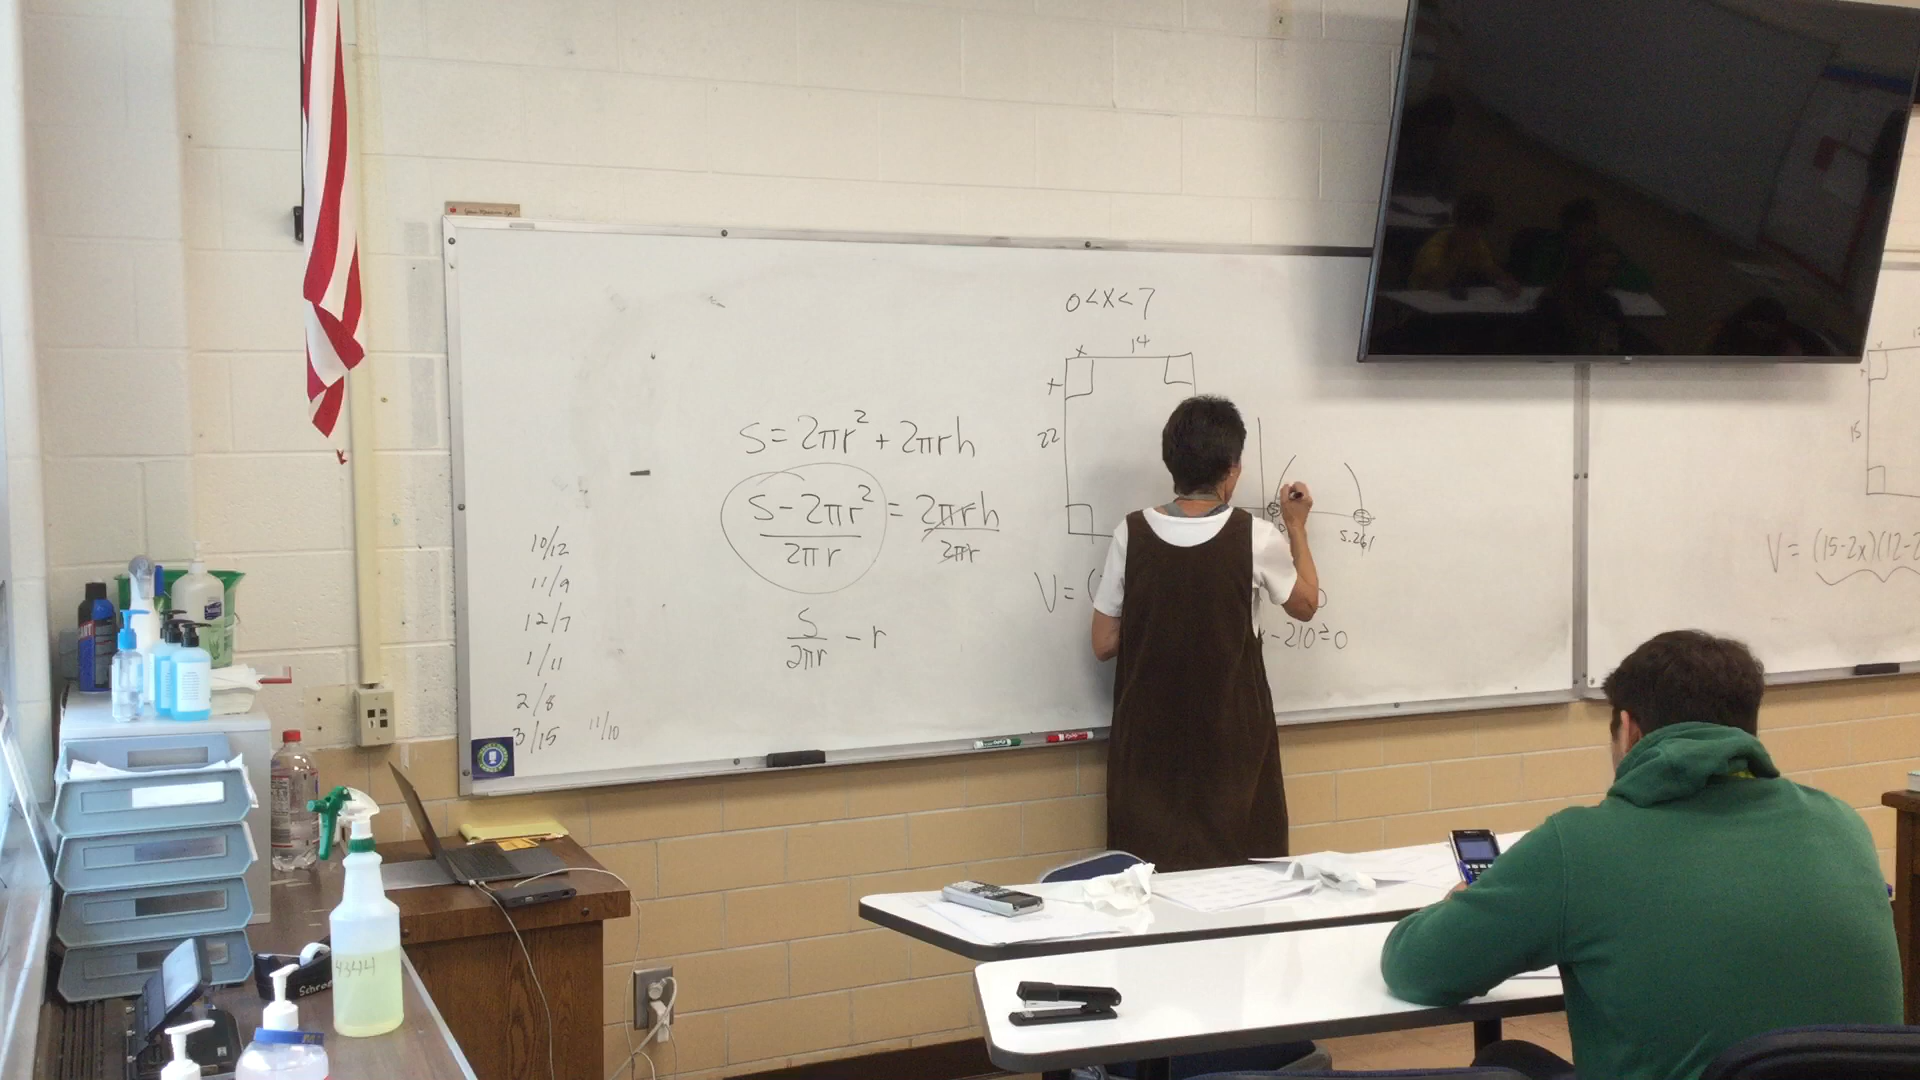 10/12
11/9
12/7
1/11
2/8
3/15
11/10
S=2πr²+2πrh
S-2πr²/2πr = 2πrh/2πr
S/2πr - r
0<x<7
x 14
x
22
5.261
V=(
-210≥0
15
V=(15-2x)(12-2
4344